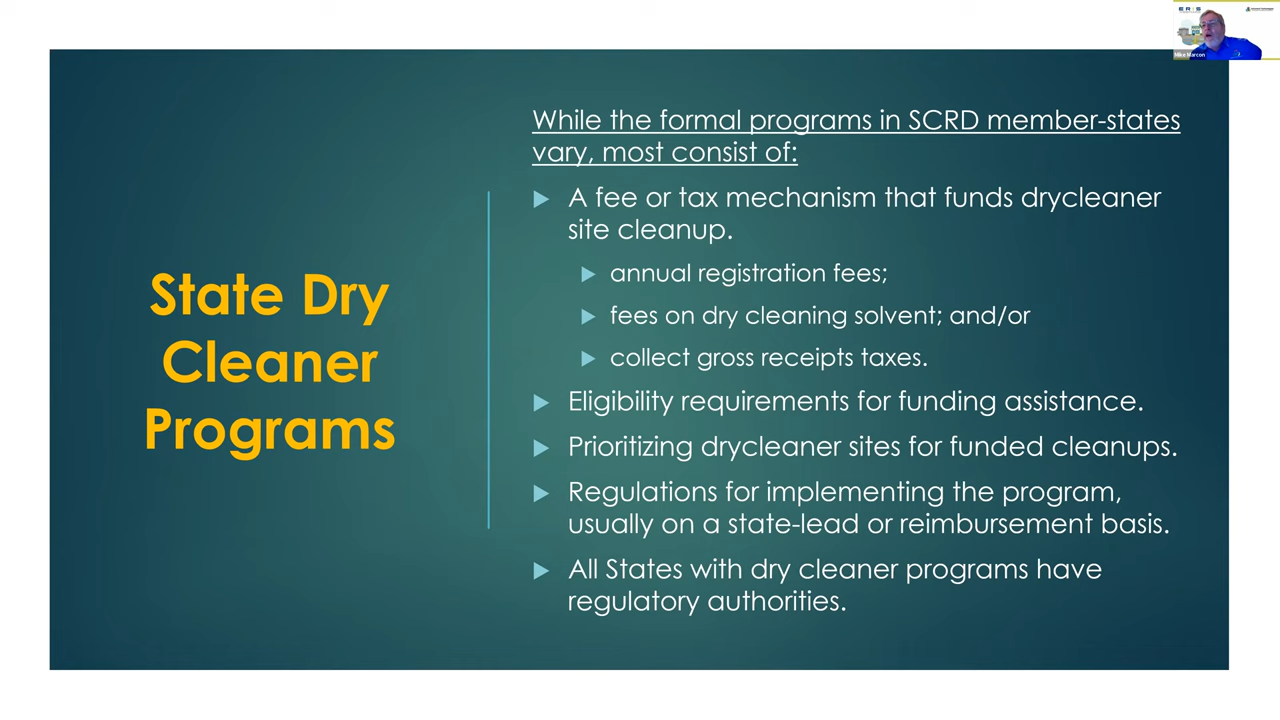 ERIS
Mike Marcon
State Dry
Cleaner
Programs
While the formal programs in SCRD member-states
vary, most consist of:
A fee or tax mechanism that funds drycleaner
site cleanup.
annual registration fees;
fees on dry cleaning solvent; and/or
collect gross receipts taxes.
Eligibility requirements for funding assistance.
Prioritizing drycleaner sites for funded cleanups.
Regulations for implementing the program,
usually on a state-lead or reimbursement basis.
All States with dry cleaner programs have
regulatory authorities.